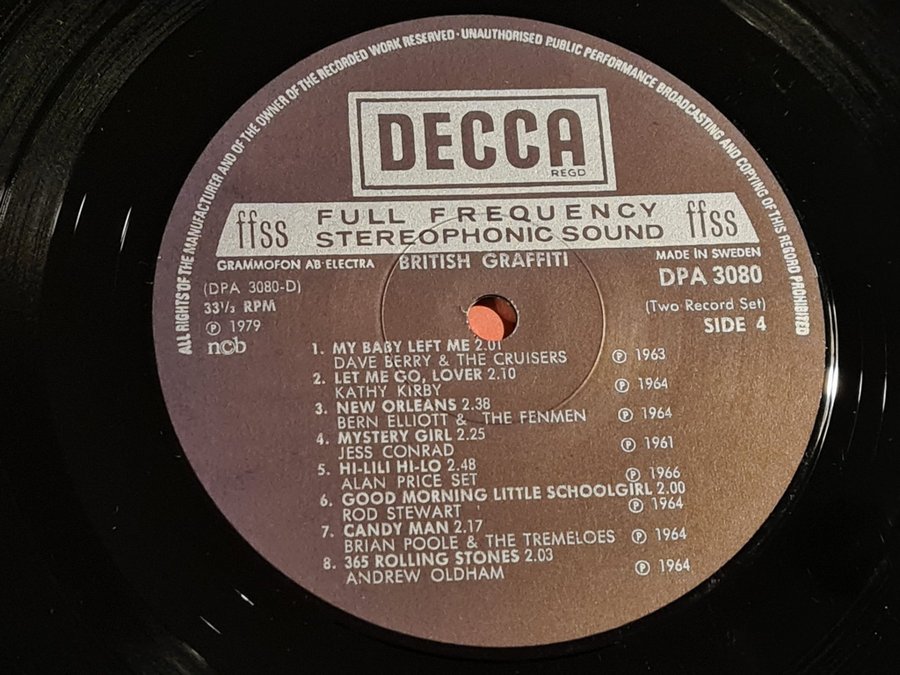 ALL RIGHTS OF THE MANUFACTURER AND OF THE OWNER OF THE RECORDED WORK RESERVED · UNAUTHORISED PUBLIC PERFORMANCE BROADCASTING AND COPYING OF THIS RECORD PROHIBITED
DECCA
REGD
ffss FULL FREQUENCY STEREOPHONIC SOUND ffss
GRAMMOFON AB·ELECTRA BRITISH GRAFFITI MADE IN SWEDEN
(DPA 3080-D) DPA 3080
33⅓ RPM (Two Record Set)
Ⓟ 1979 SIDE 4
ncb
1. MY BABY LEFT ME 2.01
DAVE BERRY & THE CRUISERS Ⓟ 1963
2. LET ME GO, LOVER 2.10
KATHY KIRBY Ⓟ 1964
3. NEW ORLEANS 2.38
BERN ELLIOTT & THE FENMEN Ⓟ 1964
4. MYSTERY GIRL 2.25
JESS CONRAD Ⓟ 1961
5. HI-LILI HI-LO 2.48
ALAN PRICE SET Ⓟ 1966
6. GOOD MORNING LITTLE SCHOOLGIRL 2.00
ROD STEWART Ⓟ 1964
7. CANDY MAN 2.17
BRIAN POOLE & THE TREMELOES Ⓟ 1964
8. 365 ROLLING STONES 2.03
ANDREW OLDHAM Ⓟ 1964